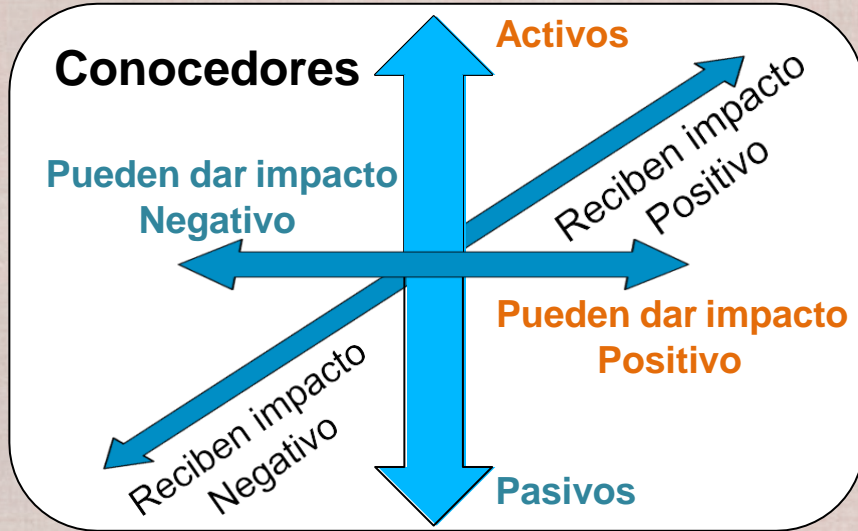 Activos
Conocedores
Reciben impacto
Positivo
Pueden dar impacto
Negativo
Pueden dar impacto
Positivo
Reciben impacto
Negativo
Pasivos